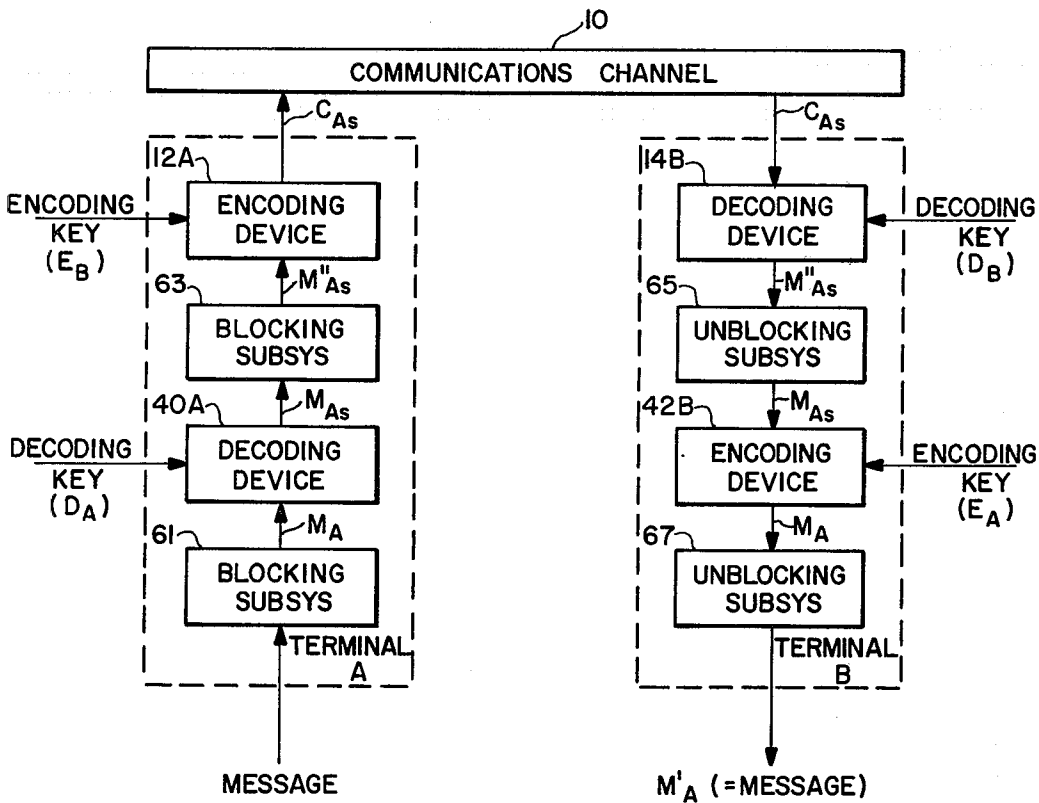 10
COMMUNICATIONS CHANNEL
C_As
C_As
12A
14B
ENCODING
DEVICE
DECODING
DEVICE
ENCODING
KEY
(E_B)
DECODING
KEY
(D_B)
M"_As
M"_As
63
65
BLOCKING
SUBSYS
UNBLOCKING
SUBSYS
M_As
M_As
40A
42B
DECODING
DEVICE
ENCODING
DEVICE
DECODING
KEY
(D_A)
ENCODING
KEY
(E_A)
M_A
M_A
61
67
BLOCKING
SUBSYS
UNBLOCKING
SUBSYS
TERMINAL
A
TERMINAL
B
MESSAGE
M'_A (=MESSAGE)